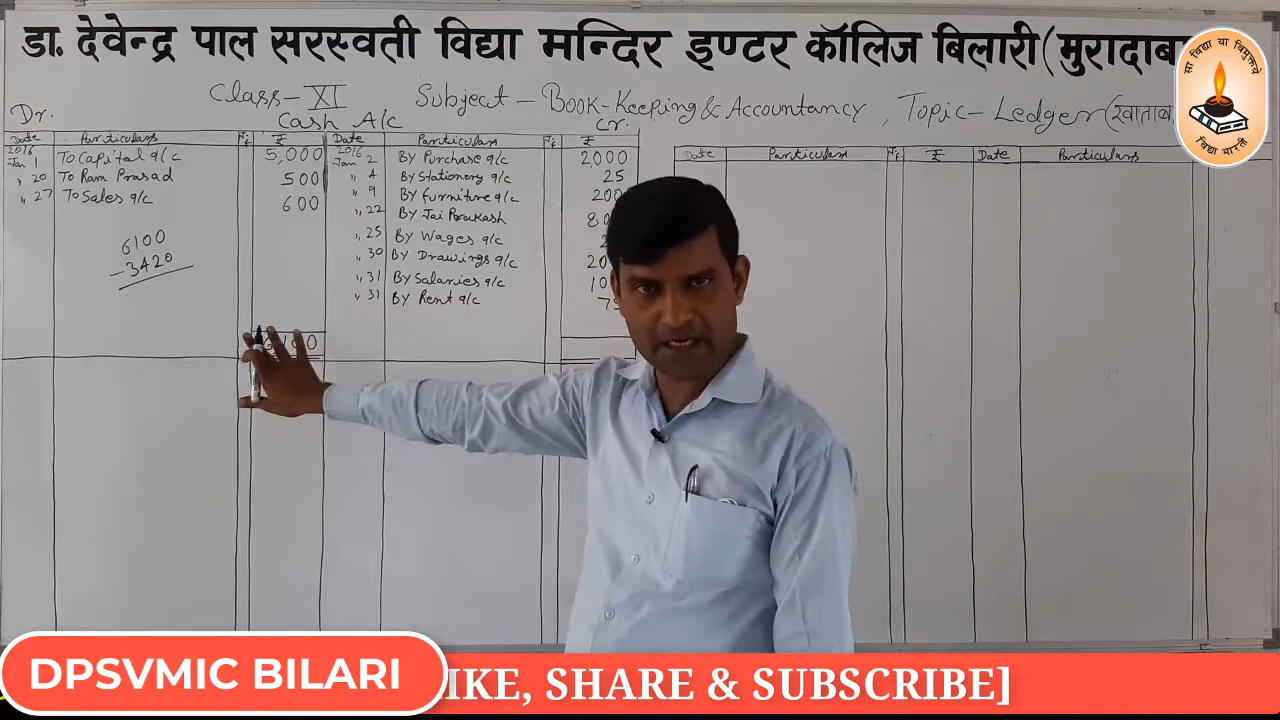 डा. देवेन्द्र पाल सरस्वती विद्या मन्दिर इण्टर कॉलिज बिलारी (मुरादाबा
सा विद्या या विमुक्तये
विद्या भारती
Class-XI Subject - Book-Keeping & Accountancy, Topic - Ledger (खाताब
Dr. Cash A/c Cr.
Date Particulars J.F. ₹ Date Particulars J.F. ₹
2016 Jan 1 To Capital a/c 5,000 2016 Jan 2 By Purchase a/c 2000
" 20 To Ram Prasad 500 " 4 By Stationery a/c 25
" 27 To Sales a/c 600 " 9 By furniture a/c 200
" 22 By Jai Prakash
" 25 By Wages a/c
" 30 By Drawings a/c
" 31 By Salaries a/c
" 31 By Rent a/c
6100
-3420
Date Particulars J.F. ₹ Date Particulars
DPSVMIC BILARI
IKE, SHARE & SUBSCRIBE]